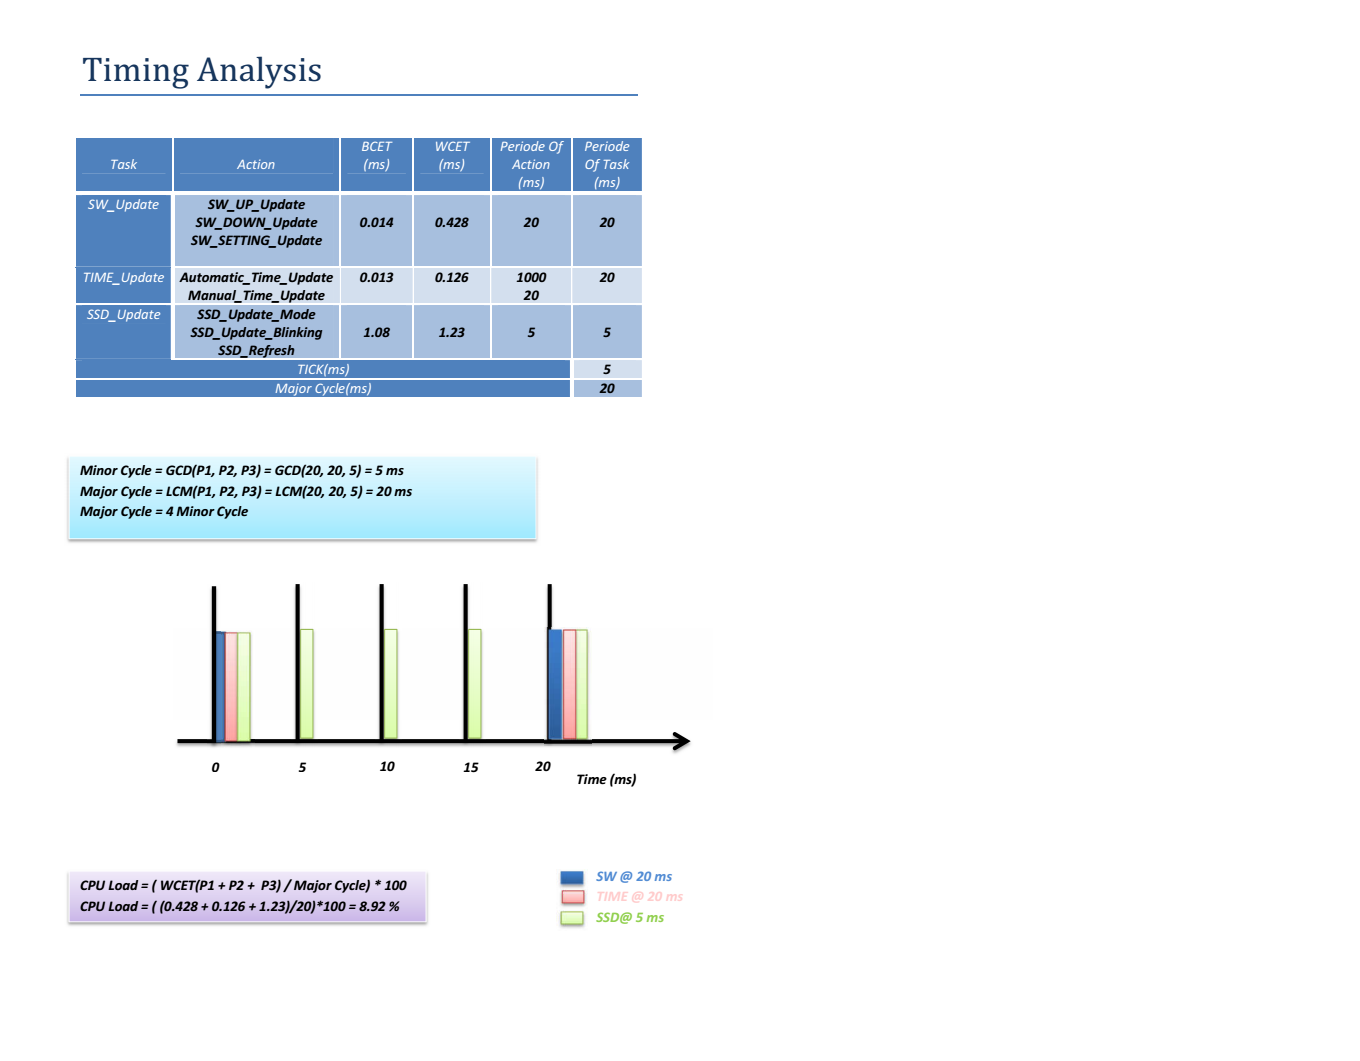 Timing Analysis
Task Action BCET (ms) WCET (ms) Periode Of Action (ms) Periode Of Task (ms)
SW_Update SW_UP_Update
SW_DOWN_Update 0.014 0.428 20 20
SW_SETTING_Update
TIME_Update Automatic_Time_Update 0.013 0.126 1000 20
Manual_Time_Update 20
SSD_Update SSD_Update_Mode
SSD_Update_Blinking 1.08 1.23 5 5
SSD_Refresh
TICK(ms) 5
Major Cycle(ms) 20
Minor Cycle = GCD(P1, P2, P3) = GCD(20, 20, 5) = 5 ms
Major Cycle = LCM(P1, P2, P3) = LCM(20, 20, 5) = 20 ms
Major Cycle = 4 Minor Cycle
0 5 10 15 20
Time (ms)
CPU Load = ( WCET(P1 + P2 + P3) / Major Cycle) * 100
CPU Load = ( (0.428 + 0.126 + 1.23)/20)*100 = 8.92 %
SW @ 20 ms
TIME @ 20 ms
SSD@ 5 ms